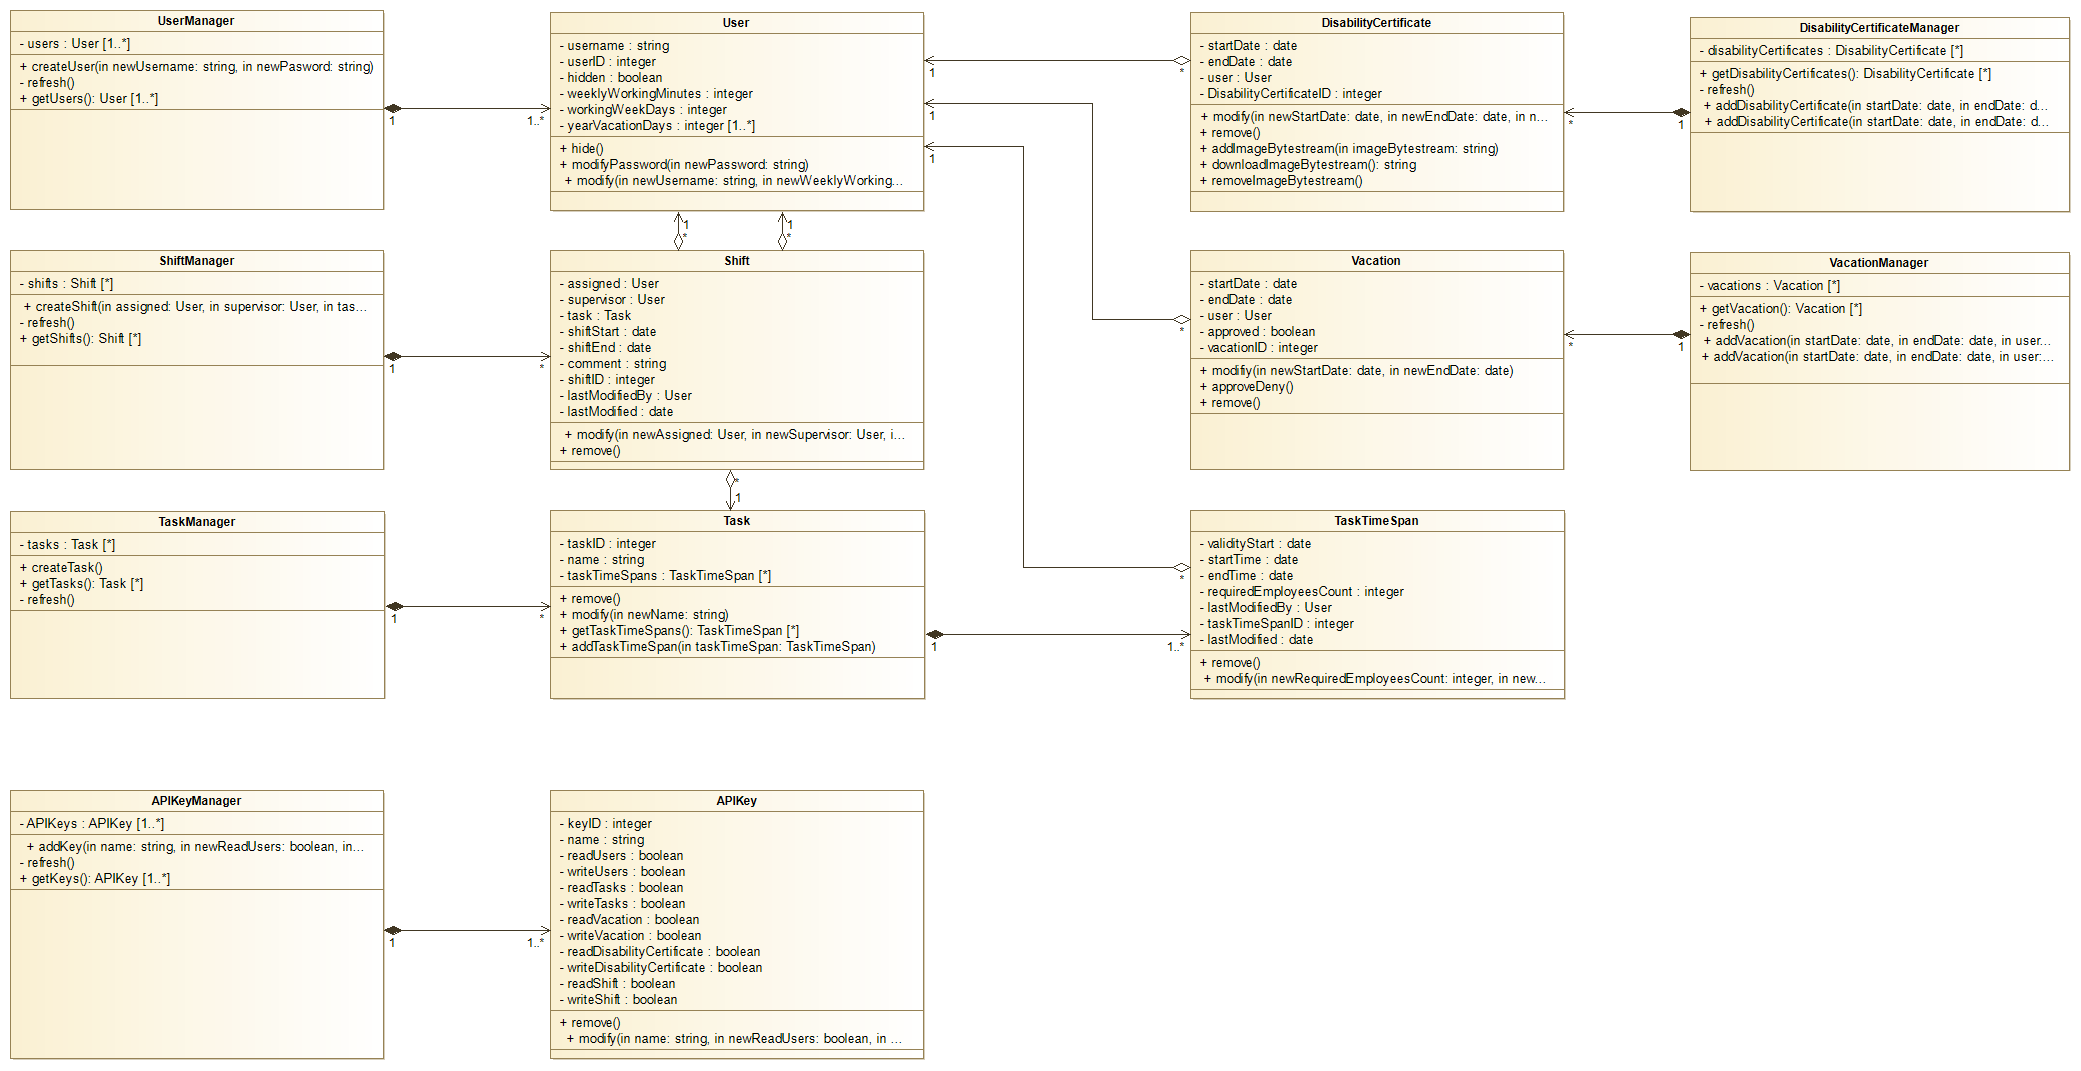 UserManager
- users : User [1..*]
+ createUser(in newUsername: string, in newPasword: string)
- refresh()
+ getUsers(): User [1..*]
1
1..*
User
- username : string
- userID : integer
- hidden : boolean
- weeklyWorkingMinutes : integer
- workingWeekDays : integer
- yearVacationDays : integer [1..*]
+ hide()
+ modifyPassword(in newPassword: string)
+ modify(in newUsername: string, in newWeeklyWorking...
1
*
1
1
DisabilityCertificate
- startDate : date
- endDate : date
- user : User
- DisabilityCertificateID : integer
+ modify(in newStartDate: date, in newEndDate: date, in n...
+ remove()
+ addImageBytestream(in imageBytestream: string)
+ downloadImageBytestream(): string
+ removeImageBytestream()
*
1
DisabilityCertificateManager
- disabilityCertificates : DisabilityCertificate [*]
+ getDisabilityCertificates(): DisabilityCertificate [*]
- refresh()
+ addDisabilityCertificate(in startDate: date, in endDate: d...
+ addDisabilityCertificate(in startDate: date, in endDate: d...
1
*
1
*
ShiftManager
- shifts : Shift [*]
+ createShift(in assigned: User, in supervisor: User, in tas...
- refresh()
+ getShifts(): Shift [*]
1
*
Shift
- assigned : User
- supervisor : User
- task : Task
- shiftStart : date
- shiftEnd : date
- comment : string
- shiftID : integer
- lastModifiedBy : User
- lastModified : date
+ modify(in newAssigned: User, in newSupervisor: User, i...
+ remove()
*
Vacation
- startDate : date
- endDate : date
- user : User
- approved : boolean
- vacationID : integer
+ modifiy(in newStartDate: date, in newEndDate: date)
+ approveDeny()
+ remove()
*
1
VacationManager
- vacations : Vacation [*]
+ getVacation(): Vacation [*]
- refresh()
+ addVacation(in startDate: date, in endDate: date, in user...
+ addVacation(in startDate: date, in endDate: date, in user:...
*
1
TaskManager
- tasks : Task [*]
+ createTask()
+ getTasks(): Task [*]
- refresh()
1
*
Task
- taskID : integer
- name : string
- taskTimeSpans : TaskTimeSpan [*]
+ remove()
+ modify(in newName: string)
+ getTaskTimeSpans(): TaskTimeSpan [*]
+ addTaskTimeSpan(in taskTimeSpan: TaskTimeSpan)
1
1..*
*
TaskTimeSpan
- validityStart : date
- startTime : date
- endTime : date
- requiredEmployeesCount : integer
- lastModifiedBy : User
- taskTimeSpanID : integer
- lastModified : date
+ remove()
+ modify(in newRequiredEmployeesCount: integer, in new...
APIKeyManager
- APIKeys : APIKey [1..*]
+ addKey(in name: string, in newReadUsers: boolean, in...
- refresh()
+ getKeys(): APIKey [1..*]
1
1..*
APIKey
- keyID : integer
- name : string
- readUsers : boolean
- writeUsers : boolean
- readTasks : boolean
- writeTasks : boolean
- readVacation : boolean
- writeVacation : boolean
- readDisabilityCertificate : boolean
- writeDisabilityCertificate : boolean
- readShift : boolean
- writeShift : boolean
+ remove()
+ modify(in name: string, in newReadUsers: boolean, in ...